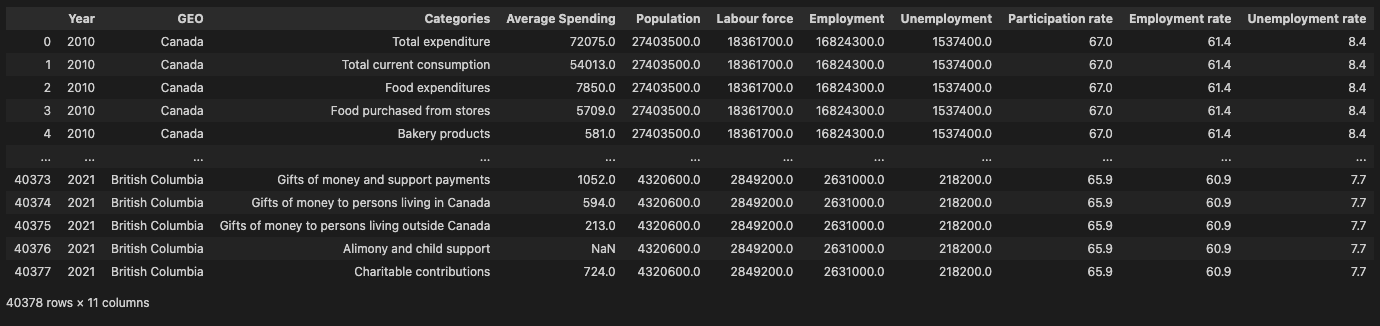 Year GEO Categories Average Spending Population Labour force Employment Unemployment Participation rate Employment rate Unemployment rate
0 2010 Canada Total expenditure 72075.0 27403500.0 18361700.0 16824300.0 1537400.0 67.0 61.4 8.4
1 2010 Canada Total current consumption 54013.0 27403500.0 18361700.0 16824300.0 1537400.0 67.0 61.4 8.4
2 2010 Canada Food expenditures 7850.0 27403500.0 18361700.0 16824300.0 1537400.0 67.0 61.4 8.4
3 2010 Canada Food purchased from stores 5709.0 27403500.0 18361700.0 16824300.0 1537400.0 67.0 61.4 8.4
4 2010 Canada Bakery products 581.0 27403500.0 18361700.0 16824300.0 1537400.0 67.0 61.4 8.4
... ... ... ... ... ... ... ... ... ... ... ...
40373 2021 British Columbia Gifts of money and support payments 1052.0 4320600.0 2849200.0 2631000.0 218200.0 65.9 60.9 7.7
40374 2021 British Columbia Gifts of money to persons living in Canada 594.0 4320600.0 2849200.0 2631000.0 218200.0 65.9 60.9 7.7
40375 2021 British Columbia Gifts of money to persons living outside Canada 213.0 4320600.0 2849200.0 2631000.0 218200.0 65.9 60.9 7.7
40376 2021 British Columbia Alimony and child support NaN 4320600.0 2849200.0 2631000.0 218200.0 65.9 60.9 7.7
40377 2021 British Columbia Charitable contributions 724.0 4320600.0 2849200.0 2631000.0 218200.0 65.9 60.9 7.7
40378 rows × 11 columns